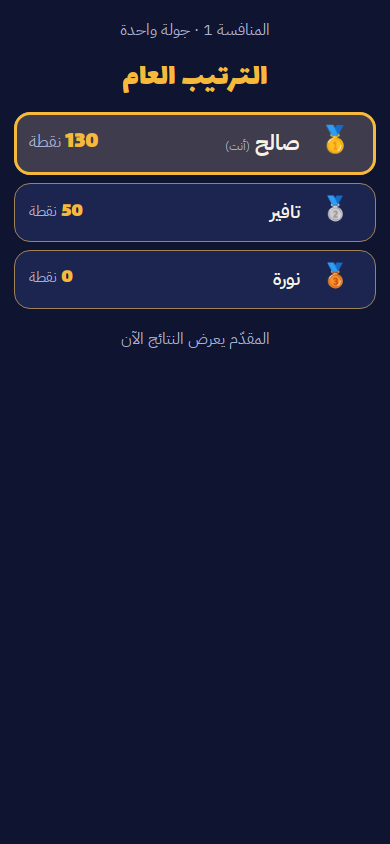 المنافسة 1 · جولة واحدة
الترتيب العام
🥇 صالح (أنت) 130 نقطة
🥈 تافير 50 نقطة
🥉 نورة 0 نقطة
المقدّم يعرض النتائج الآن